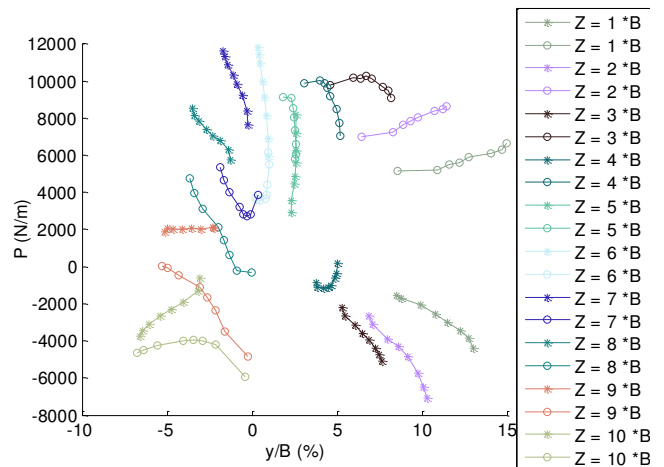 12000
10000
8000
6000
4000
2000
0
-2000
-4000
-6000
-8000
P (N/m)
-10
-5
0
5
10
15
y/B (%)
Z = 1 *B
Z = 1 *B
Z = 2 *B
Z = 2 *B
Z = 3 *B
Z = 3 *B
Z = 4 *B
Z = 4 *B
Z = 5 *B
Z = 5 *B
Z = 6 *B
Z = 6 *B
Z = 7 *B
Z = 7 *B
Z = 8 *B
Z = 8 *B
Z = 9 *B
Z = 9 *B
Z = 10 *B
Z = 10 *B